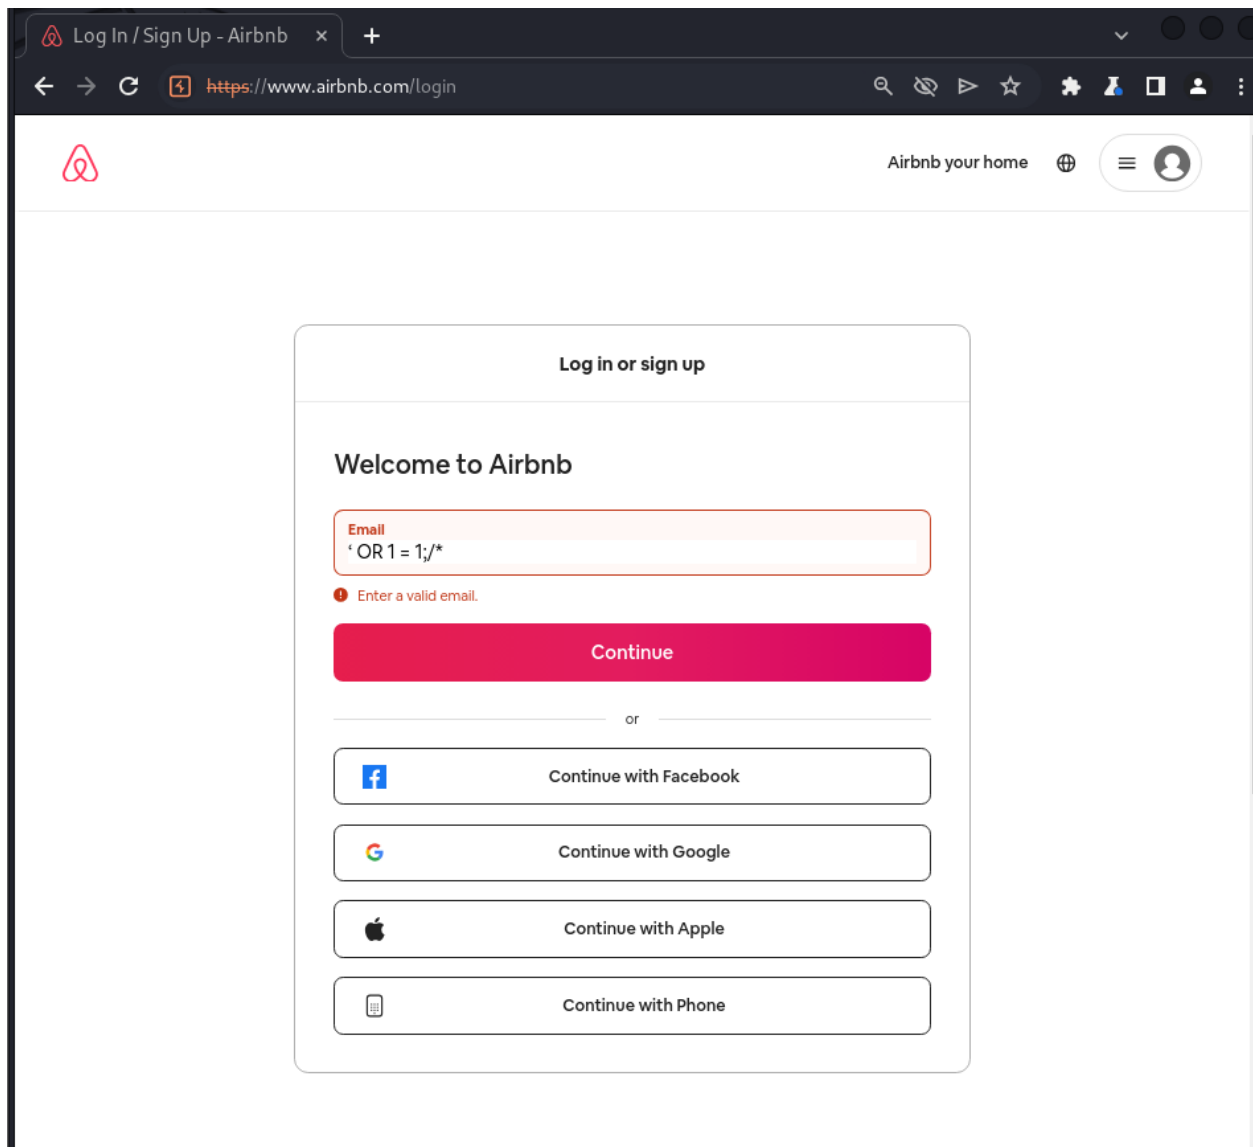 Log In / Sign Up - Airbnb
https://www.airbnb.com/login
Airbnb your home
Log in or sign up
Welcome to Airbnb
Email
‘ OR 1 = 1;/*
Enter a valid email.
Continue
or
Continue with Facebook
Continue with Google
Continue with Apple
Continue with Phone